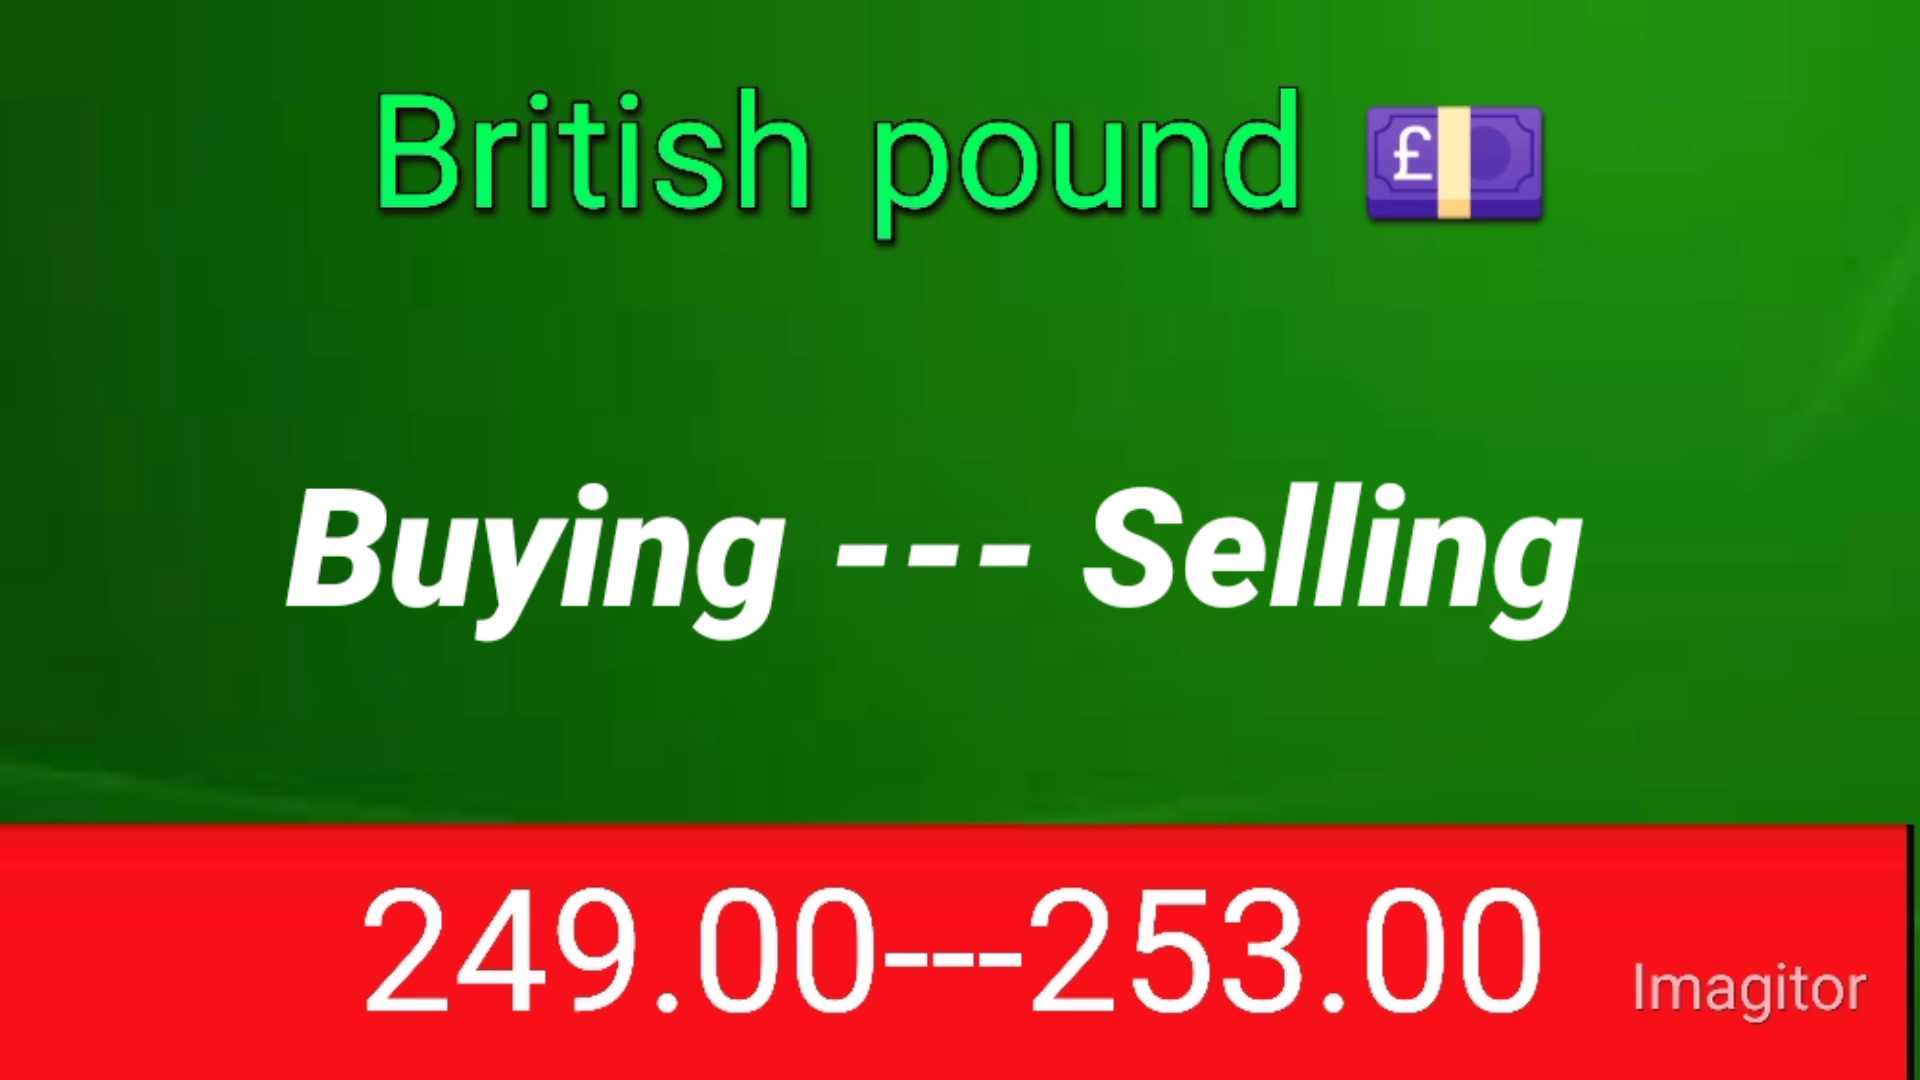 British pound 💷
Buying --- Selling
249.00---253.00
Imagitor